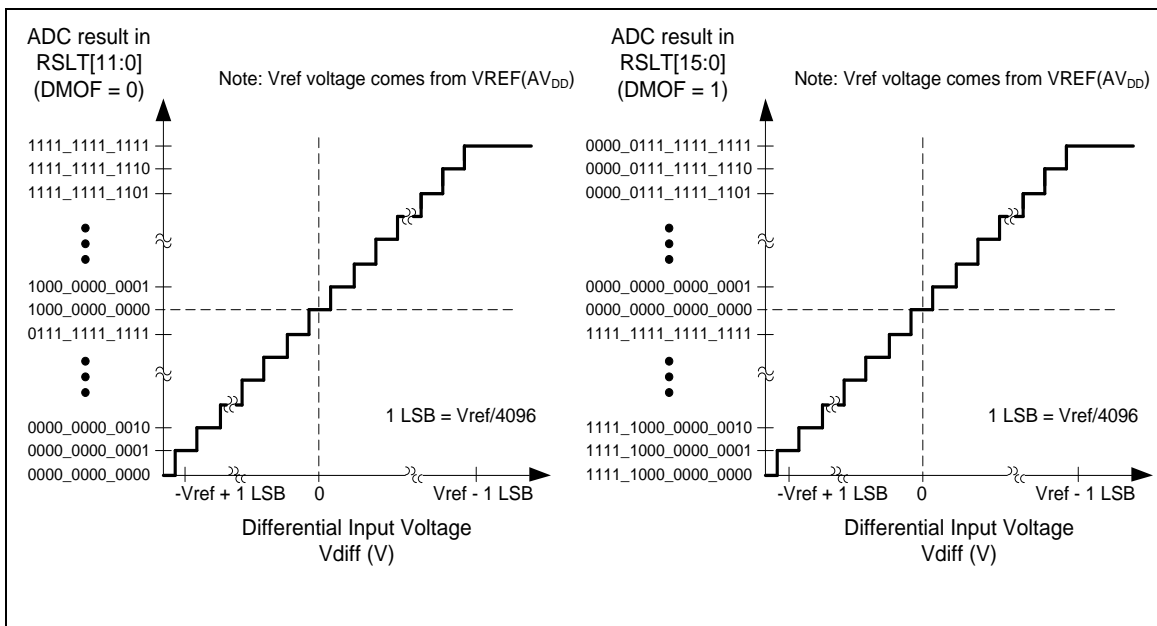 ADC result in
RSLT[11:0]
(DMOF = 0)
Note: Vref voltage comes from VREF(AVDD)
1111_1111_1111
1111_1111_1110
1111_1111_1101
1000_0000_0001
1000_0000_0000
0111_1111_1111
0000_0000_0010
0000_0000_0001
0000_0000_0000
1 LSB = Vref/4096
-Vref + 1 LSB
0
Vref - 1 LSB
Differential Input Voltage
Vdiff (V)
ADC result in
RSLT[15:0]
(DMOF = 1)
Note: Vref voltage comes from VREF(AVDD)
0000_0111_1111_1111
0000_0111_1111_1110
0000_0111_1111_1101
0000_0000_0000_0001
0000_0000_0000_0000
1111_1111_1111_1111
1111_1000_0000_0010
1111_1000_0000_0001
1111_1000_0000_0000
1 LSB = Vref/4096
-Vref + 1 LSB
0
Vref - 1 LSB
Differential Input Voltage
Vdiff (V)